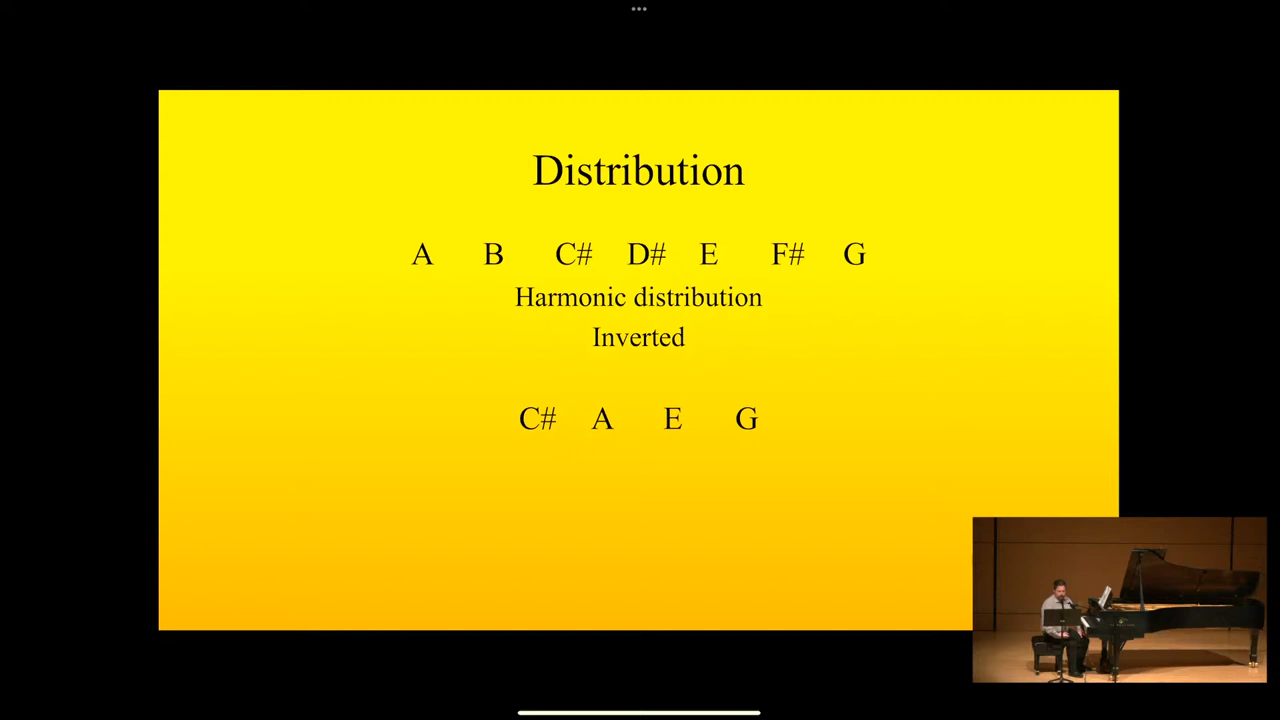 Distribution
A B C# D# E F# G
Harmonic distribution
Inverted
C# A E G